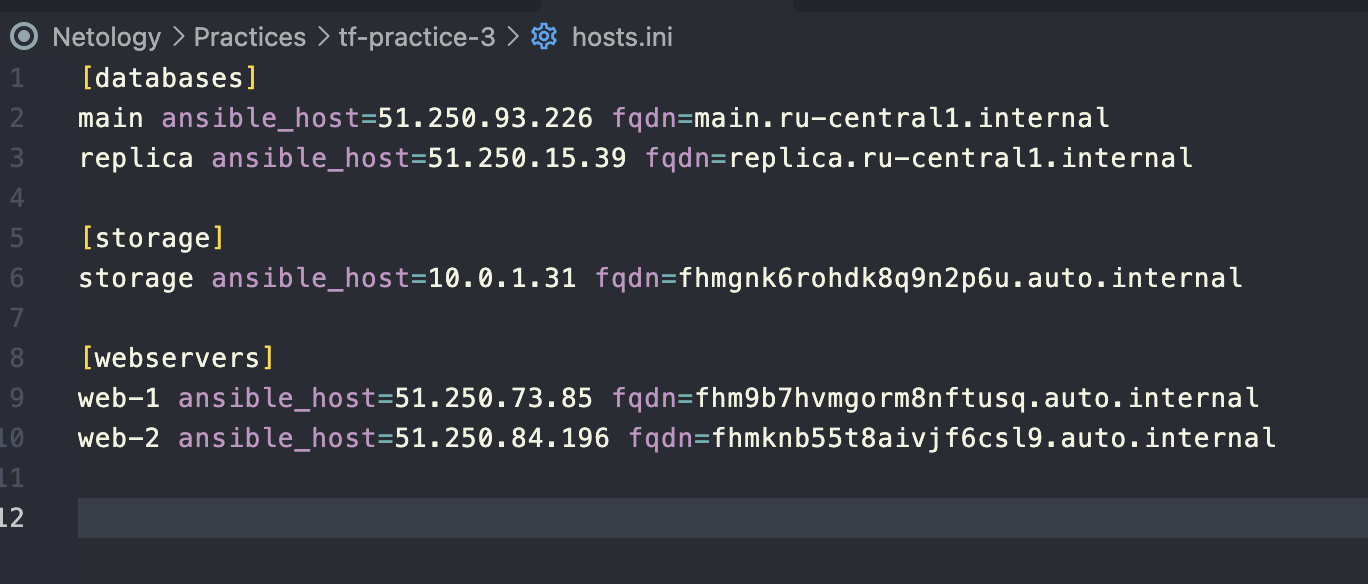 Netology > Practices > tf-practice-3 > hosts.ini
1 [databases]
2 main ansible_host=51.250.93.226 fqdn=main.ru-central1.internal
3 replica ansible_host=51.250.15.39 fqdn=replica.ru-central1.internal
4
5 [storage]
6 storage ansible_host=10.0.1.31 fqdn=fhmgnk6rohdk8q9n2p6u.auto.internal
7
8 [webservers]
9 web-1 ansible_host=51.250.73.85 fqdn=fhm9b7hvmgorm8nftusq.auto.internal
10 web-2 ansible_host=51.250.84.196 fqdn=fhmknb55t8aivjf6csl9.auto.internal
11
12